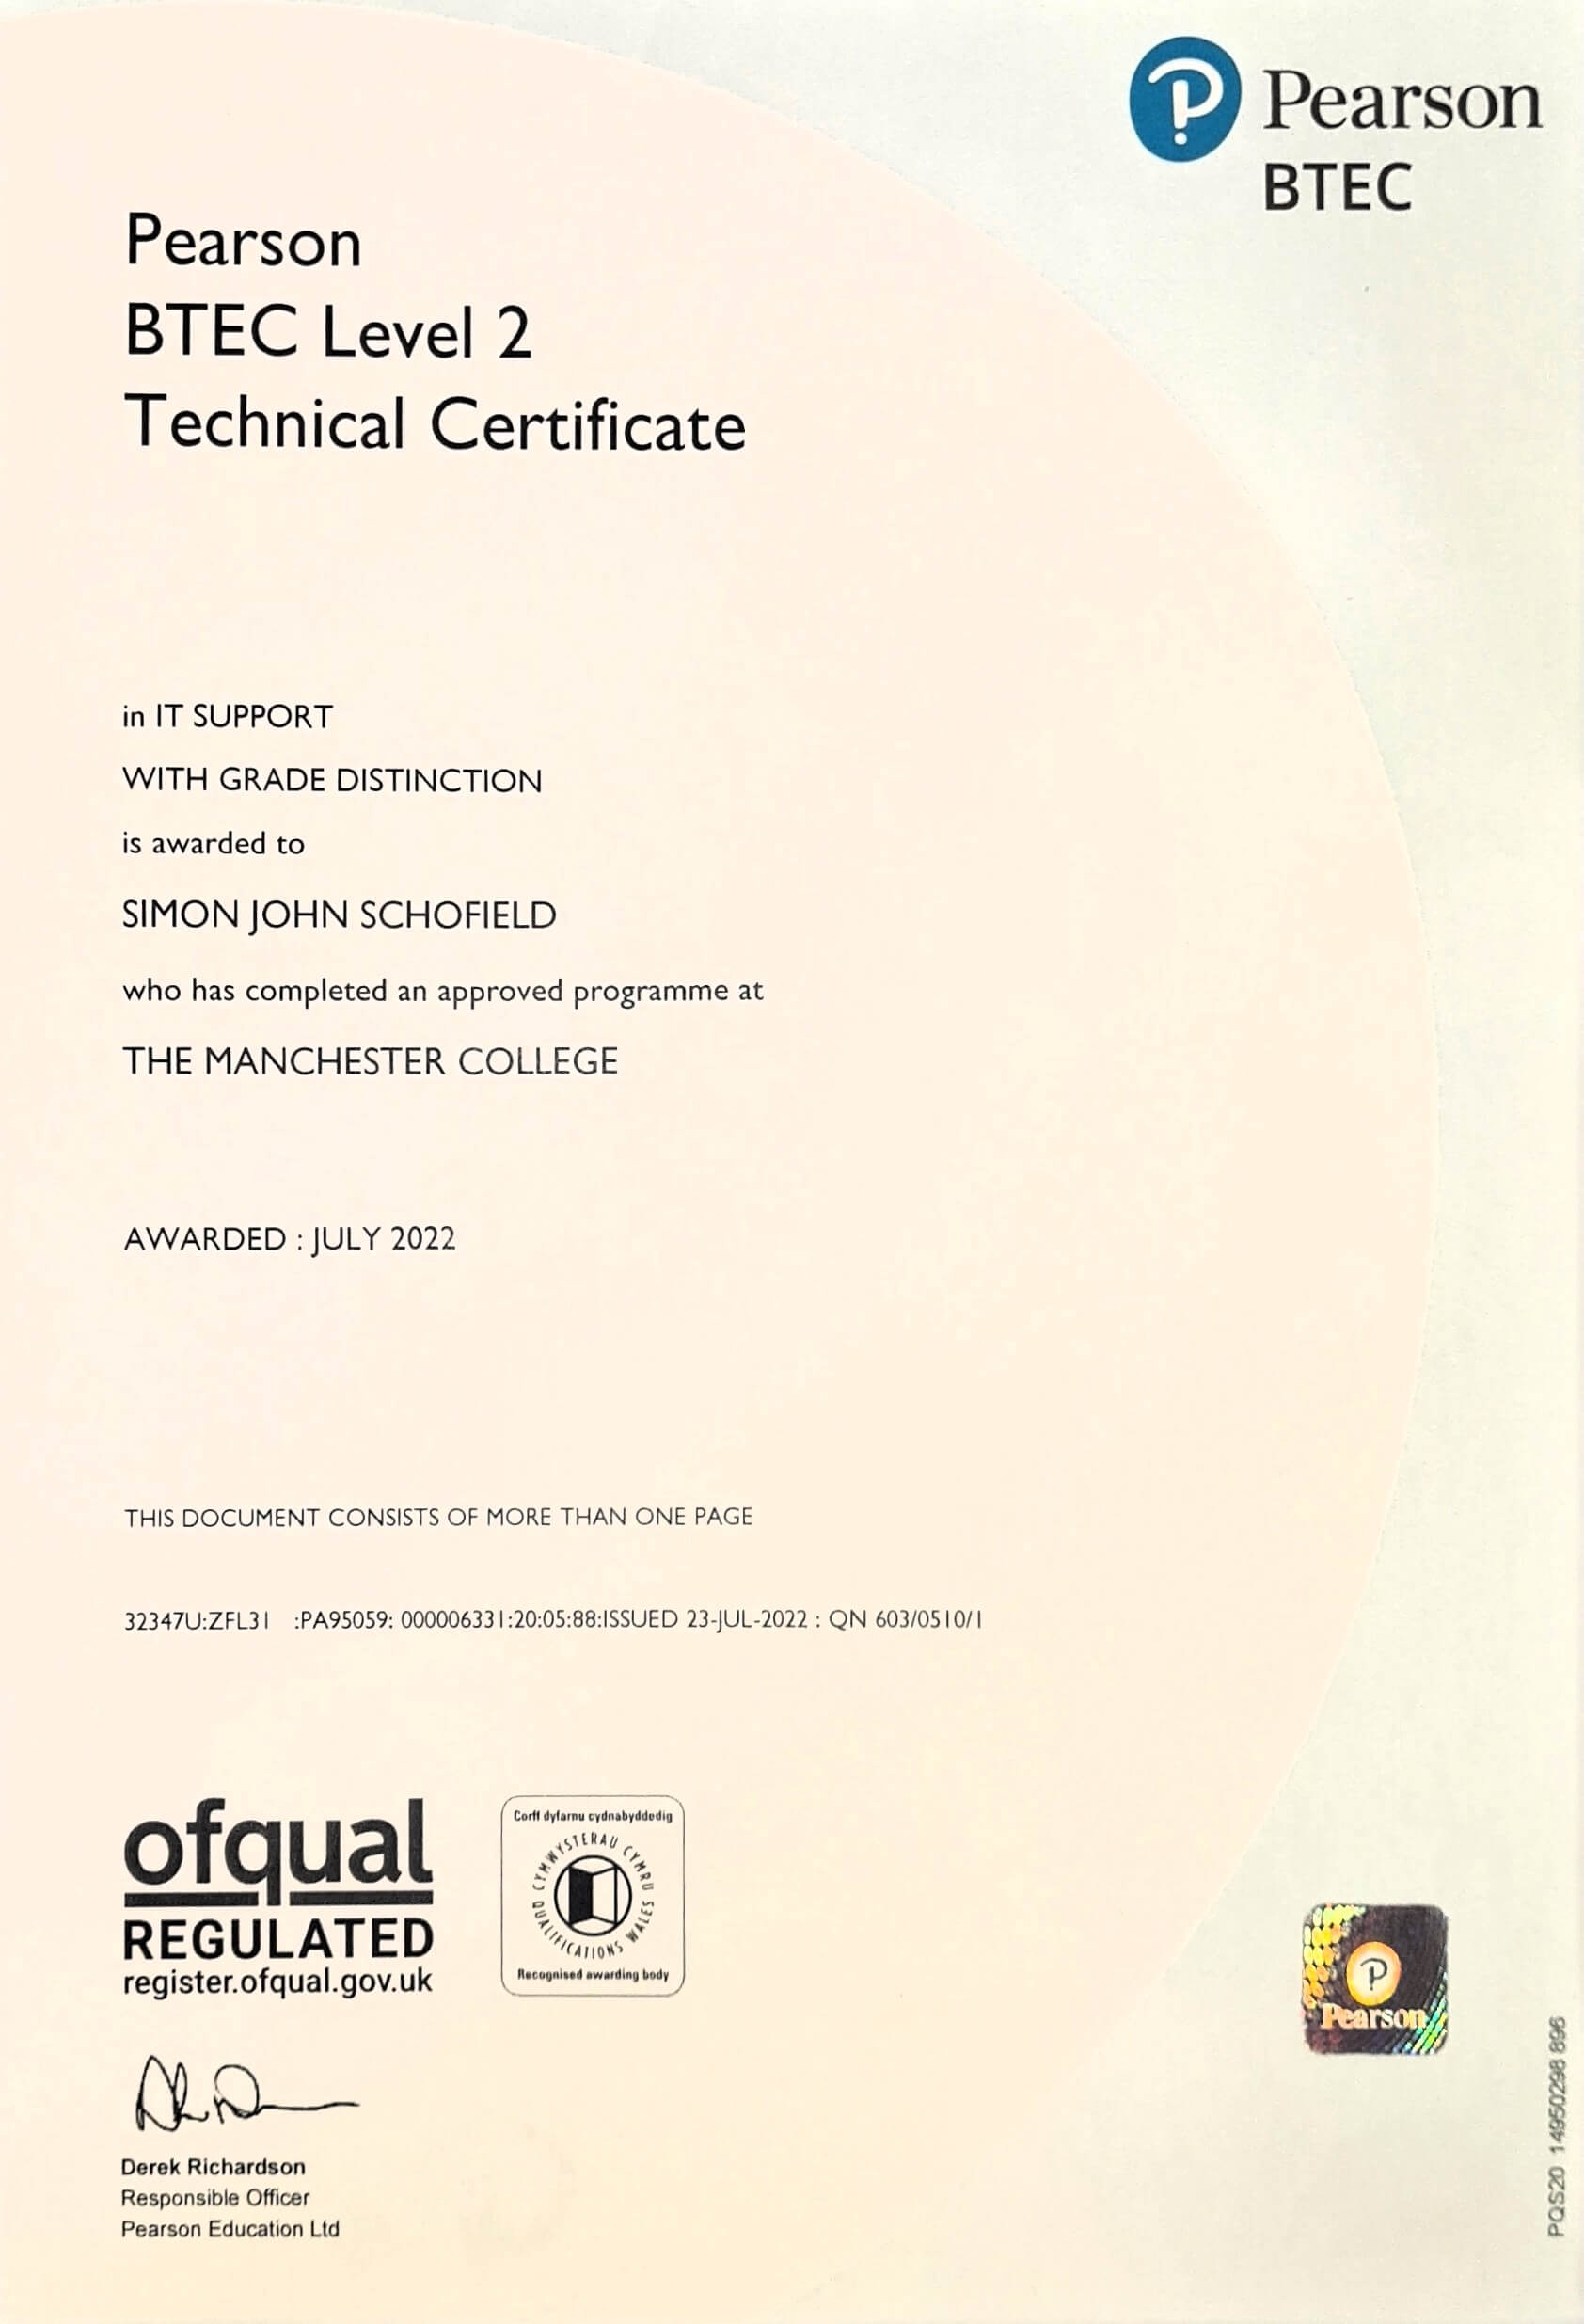 Pearson
BTEC
Pearson
BTEC Level 2
Technical Certificate
in IT SUPPORT
WITH GRADE DISTINCTION
is awarded to
SIMON JOHN SCHOFIELD
who has completed an approved programme at
THE MANCHESTER COLLEGE
AWARDED : JULY 2022
THIS DOCUMENT CONSISTS OF MORE THAN ONE PAGE
32347U:ZFL31 :PA95059: 000006331:20:05:88:ISSUED 23-JUL-2022 : QN 603/0510/1
ofqual
REGULATED
register.ofqual.gov.uk
Corff dyfarnu cydnabyddedig
CYMWYSTERAU CYMRU
QUALIFICATIONS WALES
Recognised awarding body
Pearson
Derek Richardson
Responsible Officer
Pearson Education Ltd
PQS20 14950298 896